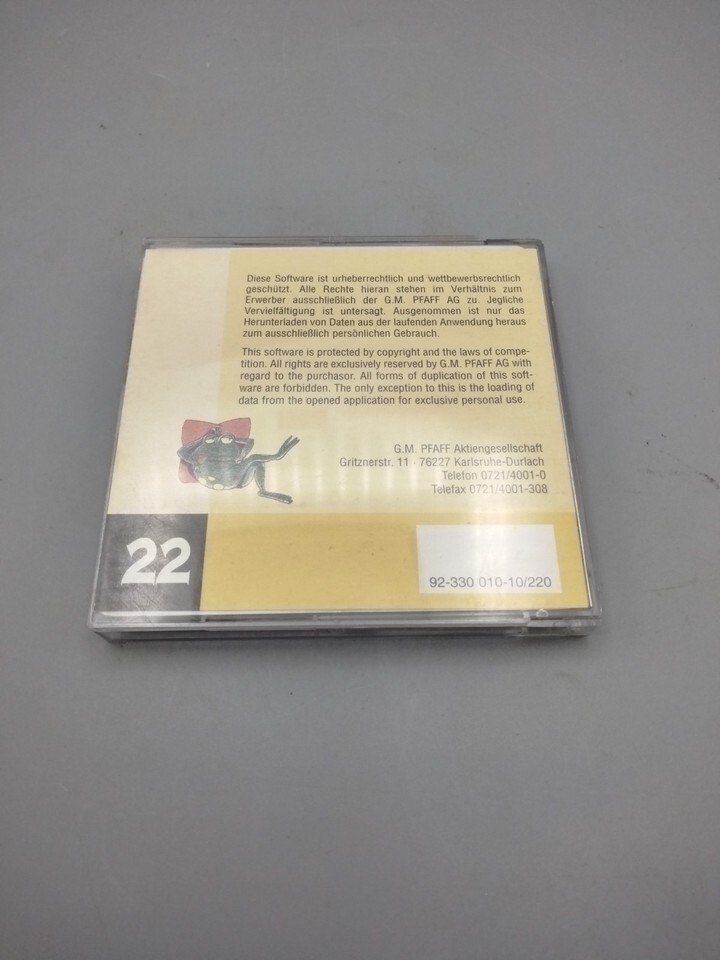 Diese Software ist urheberrechtlich und wettbewerbsrechtlich
geschützt. Alle Rechte hieran stehen im Verhältnis zum
Erwerber ausschließlich der G.M. PFAFF AG zu. Jegliche
Vervielfältigung ist untersagt. Ausgenommen ist nur das
Herunterladen von Daten aus der laufenden Anwendung heraus
zum ausschließlich persönlichen Gebrauch.
This software is protected by copyright and the laws of compe-
tition. All rights are exclusively reserved by G.M. PFAFF AG with
regard to the purchasor. All forms of duplication of this soft-
ware are forbidden. The only exception to this is the loading of
data from the opened application for exclusive personal use.
G.M. PFAFF Aktiengesellschaft
Gritznerstr. 11 - 76227 Karlsruhe-Durlach
Telefon 0721/4001-0
Telefax 0721/4001-308
22
92-330 010-10/220